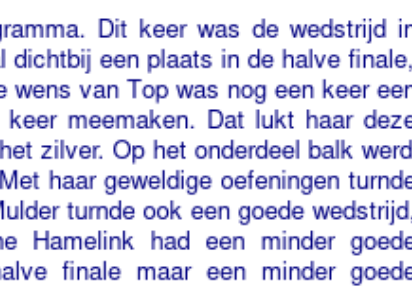 gramma. Dit keer was de wedstrijd in
l dichtbij een plaats in de halve finale,
e wens van Top was nog een keer een
keer meemaken. Dat lukt haar deze
het zilver. Op het onderdeel balk werd
Met haar geweldige oefeningen turnde
Mulder turnde ook een goede wedstrijd,
ne Hamelink had een minder goede
halve finale maar een minder goede